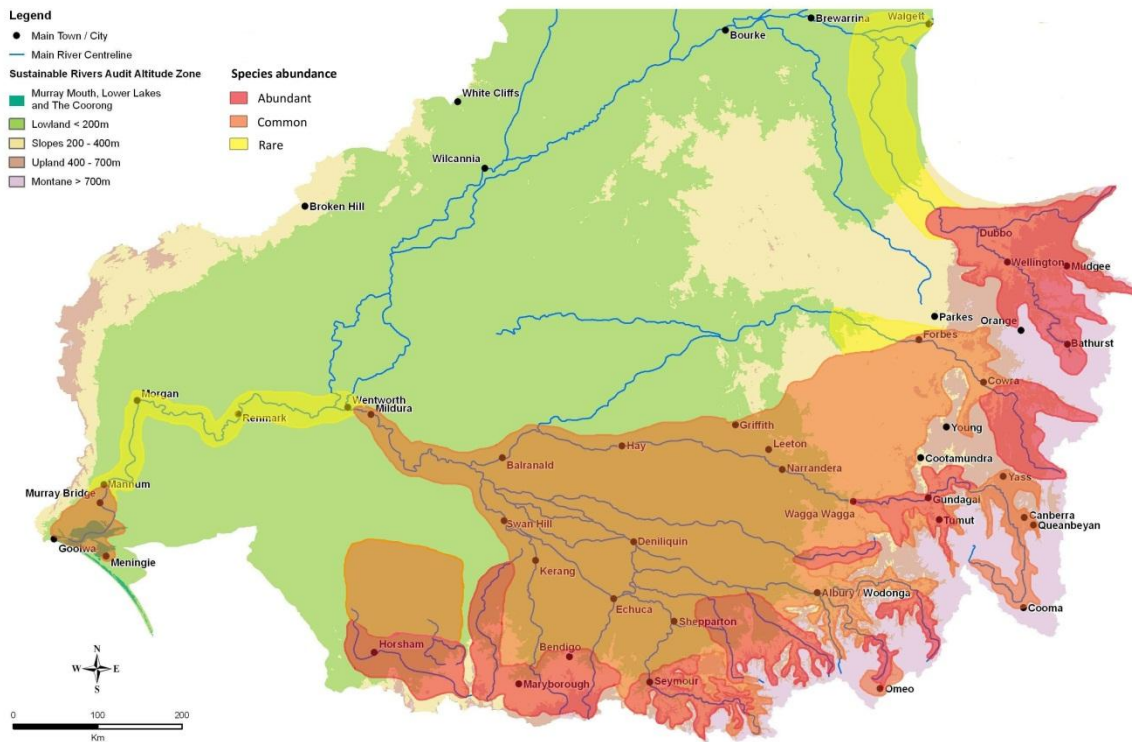 Legend
Main Town / City
Main River Centreline
Sustainable Rivers Audit Altitude Zone
Murray Mouth, Lower Lakes
and The Coorong
Lowland < 200m
Slopes 200 - 400m
Upland 400 - 700m
Montane > 700m
Species abundance
Abundant
Common
Rare
Brewarrina
Walgett
Bourke
White Cliffs
Wilcannia
Broken Hill
Dubbo
Wellington
Mudgee
Parkes
Orange
Forbes
Bathurst
Cowra
Morgan
Wentworth
Renmark
Mildura
Griffith
Young
Hay
Leeton
Balranald
Narrandera
Cootamundra
Mannum
Yass
Murray Bridge
Gundagai
Wagga Wagga
Canberra
Swan Hill
Tumut
Queanbeyan
Goolwa
Deniliquin
Meningie
Kerang
Albury / Wodonga
Echuca
Cooma
Shepparton
Horsham
Bendigo
Maryborough
Seymour
Omeo
N
W E
S
0 100 200
Km